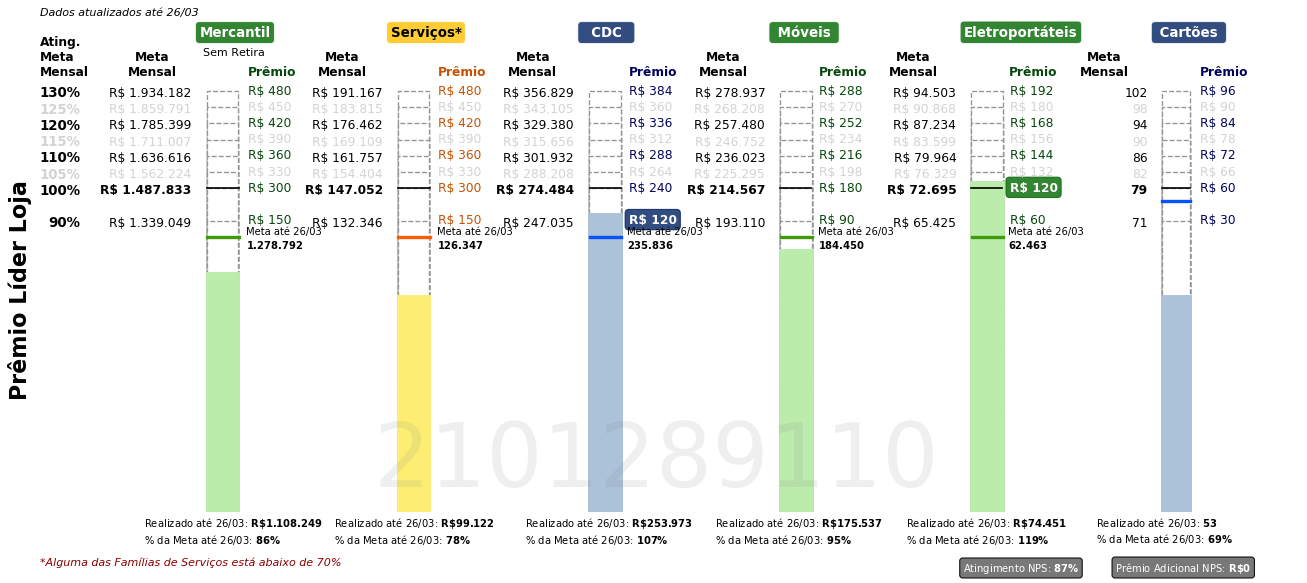 Dados atualizados até 26/03
Mercantil Serviços* CDC Móveis Eletroportáteis Cartões
Sem Retira
Ating. Meta Mensal
Meta Mensal Prêmio Meta Mensal Prêmio Meta Mensal Prêmio Meta Mensal Prêmio Meta Mensal Prêmio Meta Mensal Prêmio
130% R$ 1.934.182 R$ 480 R$ 191.167 R$ 480 R$ 356.829 R$ 384 R$ 278.937 R$ 288 R$ 94.503 R$ 192 102 R$ 96
125% R$ 1.859.791 R$ 450 R$ 183.815 R$ 450 R$ 343.105 R$ 360 R$ 268.208 R$ 270 R$ 90.868 R$ 180 98 R$ 90
120% R$ 1.785.399 R$ 420 R$ 176.462 R$ 420 R$ 329.380 R$ 336 R$ 257.480 R$ 252 R$ 87.234 R$ 168 94 R$ 84
115% R$ 1.711.007 R$ 390 R$ 169.109 R$ 390 R$ 315.656 R$ 312 R$ 246.752 R$ 234 R$ 83.599 R$ 156 90 R$ 78
110% R$ 1.636.616 R$ 360 R$ 161.757 R$ 360 R$ 301.932 R$ 288 R$ 236.023 R$ 216 R$ 79.964 R$ 144 86 R$ 72
105% R$ 1.562.224 R$ 330 R$ 154.404 R$ 330 R$ 288.208 R$ 264 R$ 225.295 R$ 198 R$ 76.329 R$ 132 82 R$ 66
100% R$ 1.487.833 R$ 300 R$ 147.052 R$ 300 R$ 274.484 R$ 240 R$ 214.567 R$ 180 R$ 72.695 R$ 120 79 R$ 60
90% R$ 1.339.049 R$ 150 R$ 132.346 R$ 150 R$ 247.035 R$ 120 R$ 193.110 R$ 90 R$ 65.425 R$ 60 71 R$ 30
Meta até 26/03 Meta até 26/03 Meta até 26/03 Meta até 26/03 Meta até 26/03
1.278.792 126.347 235.836 184.450 62.463
Prêmio Líder Loja
2101289110
Realizado até 26/03: R$1.108.249 Realizado até 26/03: R$99.122 Realizado até 26/03: R$253.973 Realizado até 26/03: R$175.537 Realizado até 26/03: R$74.451 Realizado até 26/03: 53
% da Meta até 26/03: 86% % da Meta até 26/03: 78% % da Meta até 26/03: 107% % da Meta até 26/03: 95% % da Meta até 26/03: 119% % da Meta até 26/03: 69%
*Alguma das Famílias de Serviços está abaixo de 70% Atingimento NPS: 87% Prêmio Adicional NPS: R$0